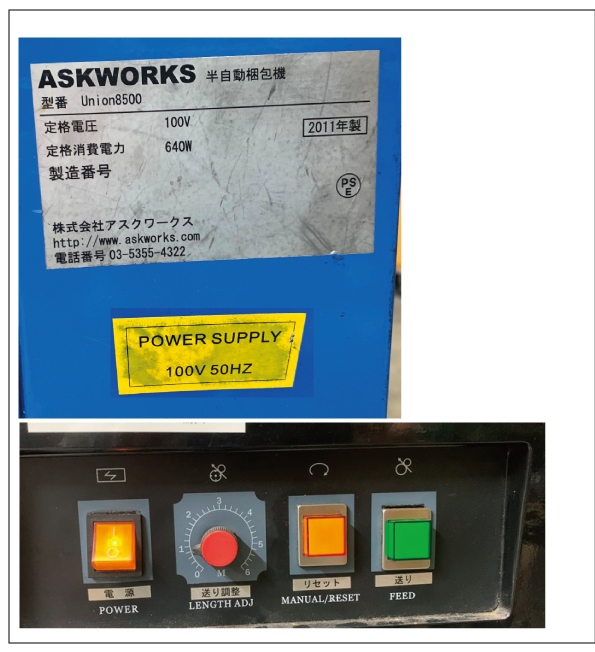 ASKWORKS 半自動梱包機
型番 Union8500
定格電圧 100V
2011年製
定格消費電力 640W
製造番号
PS
E
株式会社アスクワークス
http://www.askworks.com
電話番号 03-5355-4322
POWER SUPPLY
100V 50HZ
0 1 2 3 4 5 6
M
電源
POWER
送り調整
LENGTH ADJ
リセット
MANUAL/RESET
送り
FEED